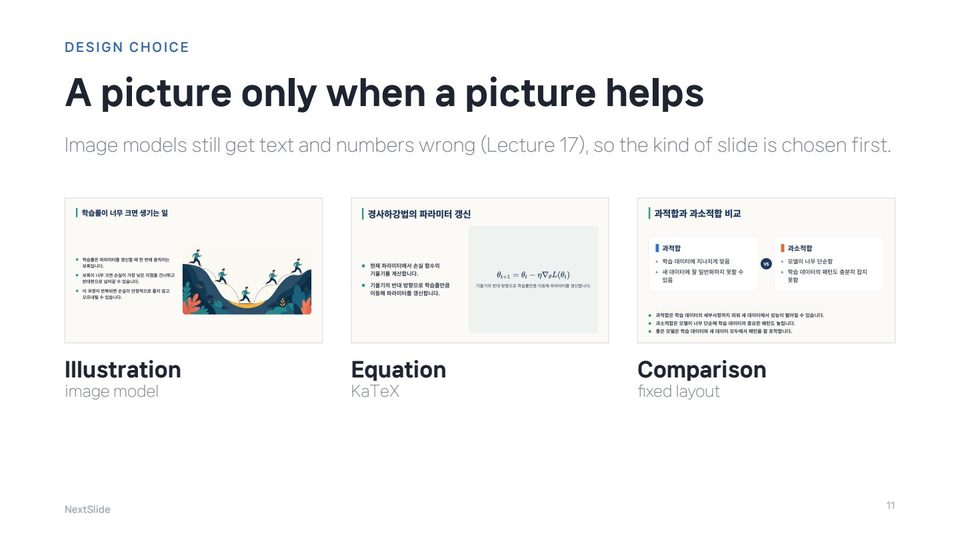 DESIGN CHOICE
A picture only when a picture helps
Image models still get text and numbers wrong (Lecture 17), so the kind of slide is chosen first.
학습률이 너무 크면 생기는 일
학습률은 파라미터를 갱신할 때 한 번에 움직이는
보폭입니다.
보폭이 너무 크면 손실이 가장 낮은 지점을 건너뛰고
반대편으로 넘어갈 수 있습니다.
이 과정이 반복되면 손실이 안정적으로 줄지 않고
오르내릴 수 있습니다.
Illustration
image model
경사하강법의 파라미터 갱신
현재 파라미터에서 손실 함수의
기울기를 계산합니다.
기울기의 반대 방향으로 학습률만큼
이동해 파라미터를 갱신합니다.
θₜ₊₁ = θₜ − η∇θL(θₜ)
기울기의 반대 방향으로 학습률만큼 이동해 파라미터를 갱신합니다.
Equation
KaTeX
과적합과 과소적합 비교
과적합
학습 데이터에 지나치게 맞음
새 데이터에 잘 일반화하지 못할 수
있음
VS
과소적합
모델이 너무 단순함
학습 데이터의 패턴도 충분히 잡지
못함
과적합은 학습 데이터의 세부사항까지 외워 새 데이터에서 성능이 떨어질 수 있습니다.
과소적합은 모델이 너무 단순해 학습 데이터의 중요한 패턴도 놓칩니다.
좋은 모델은 학습 데이터와 새 데이터 모두에서 패턴을 잘 포착합니다.
Comparison
fixed layout
NextSlide
11